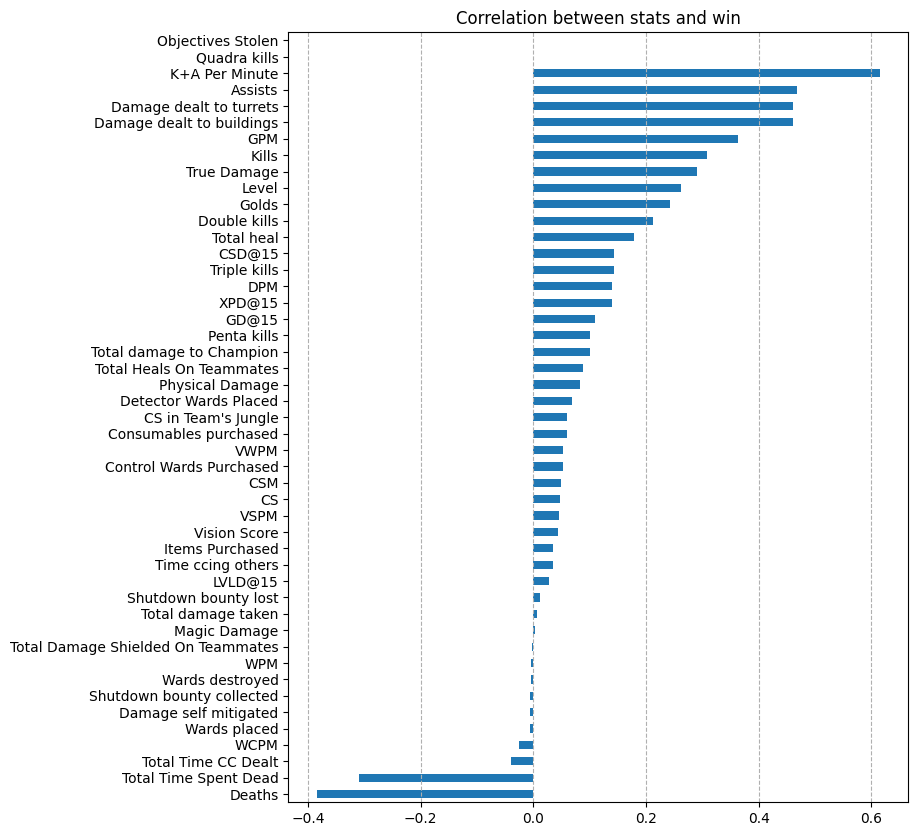 Correlation between stats and win
Objectives Stolen
Quadra kills
K+A Per Minute
Assists
Damage dealt to turrets
Damage dealt to buildings
GPM
Kills
True Damage
Level
Golds
Double kills
Total heal
CSD@15
Triple kills
DPM
XPD@15
GD@15
Penta kills
Total damage to Champion
Total Heals On Teammates
Physical Damage
Detector Wards Placed
CS in Team's Jungle
Consumables purchased
VWPM
Control Wards Purchased
CSM
CS
VSPM
Vision Score
Items Purchased
Time ccing others
LVLD@15
Shutdown bounty lost
Total damage taken
Magic Damage
Total Damage Shielded On Teammates
WPM
Wards destroyed
Shutdown bounty collected
Damage self mitigated
Wards placed
WCPM
Total Time CC Dealt
Total Time Spent Dead
Deaths
−0.4 −0.2 0.0 0.2 0.4 0.6